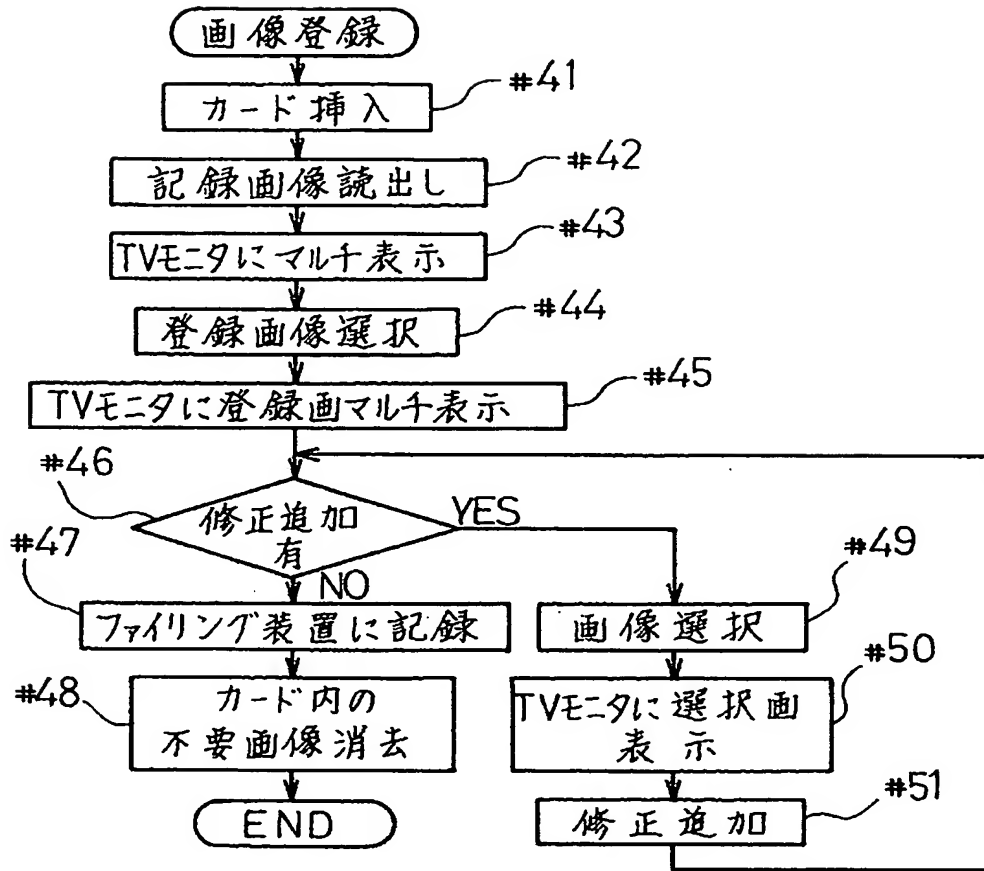 画像登録
#41
カード挿入
#42
記録画像読出し
#43
TVモニタにマルチ表示
#44
登録画像選択
#45
TVモニタに登録画マルチ表示
#46
修正追加
有
YES
NO
#47
ファイリング装置に記録
#48
カード内の
不要画像消去
END
#49
画像選択
#50
TVモニタに選択画
表示
#51
修正追加